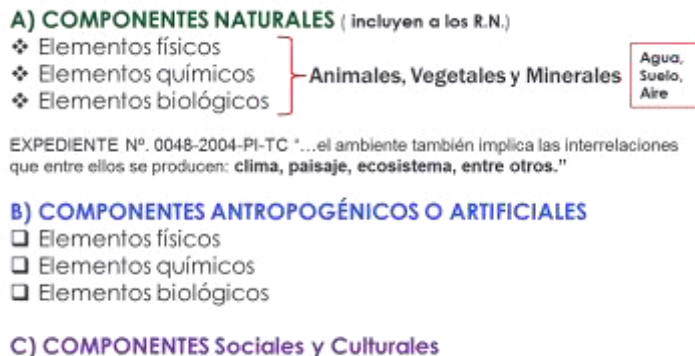 A) COMPONENTES NATURALES ( incluyen a los R.N.)
❖ Elementos físicos
❖ Elementos químicos
❖ Elementos biológicos
Animales, Vegetales y Minerales
Agua,
Suelo,
Aire
EXPEDIENTE Nº. 0048-2004-PI-TC "…el ambiente también implica las interrelaciones
que entre ellos se producen: clima, paisaje, ecosistema, entre otros."
B) COMPONENTES ANTROPOGÉNICOS O ARTIFICIALES
❑ Elementos físicos
❑ Elementos químicos
❑ Elementos biológicos
C) COMPONENTES Sociales y Culturales